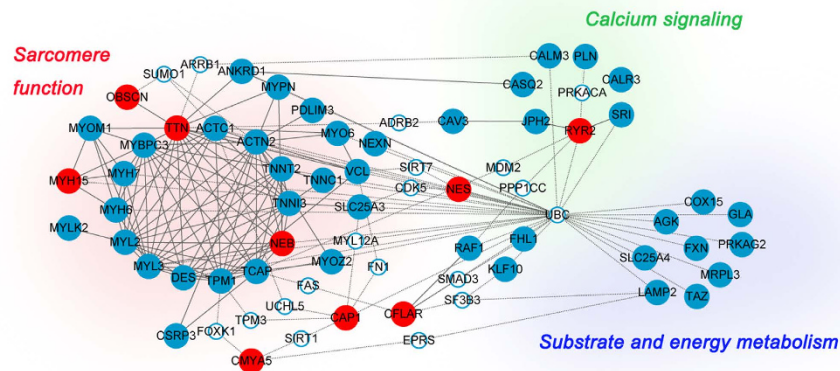 Calcium signaling
Sarcomere
function
ARRB1
SUMO1
ANKRD1
CALM3
PLN
CALR3
OBSCN
MYPN
CASQ2
PRKACA
TTN
ACTC1
PDLIM3
ADRB2
CAV3
JPH2
SRI
MYOM1
MYBPC3
ACTN2
MYO6
NEXN
RYR2
MYH15
MYH7
TNNT2
TNNC1
VCL
SIRT7
CDK5
NES
MDM2
PPP1CC
MYH6
TNNI3
SLC25A3
UBC
COX15
AGK
GLA
MYLK2
MYL2
NEB
MYL12A
RAF1
FHL1
FXN
PRKAG2
MYL3
DES
TPM1
TCAP
MYOZ2
FN1
KLF10
SLC25A4
MRPL3
FAS
SMAD3
SF3B3
LAMP2
TAZ
CSRP3
FOXK1
UCHL5
TPM3
CAP1
CFLAR
SIRT1
EPRS
CMYA5
Substrate and energy metabolism